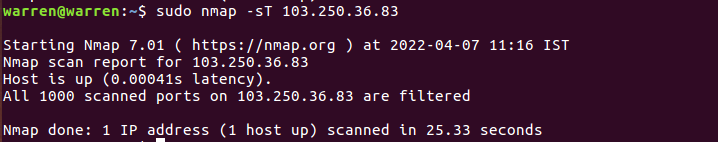 warren@warren:~$ sudo nmap -sT 103.250.36.83
Starting Nmap 7.01 ( https://nmap.org ) at 2022-04-07 11:16 IST
Nmap scan report for 103.250.36.83
Host is up (0.00041s latency).
All 1000 scanned ports on 103.250.36.83 are filtered
Nmap done: 1 IP address (1 host up) scanned in 25.33 seconds